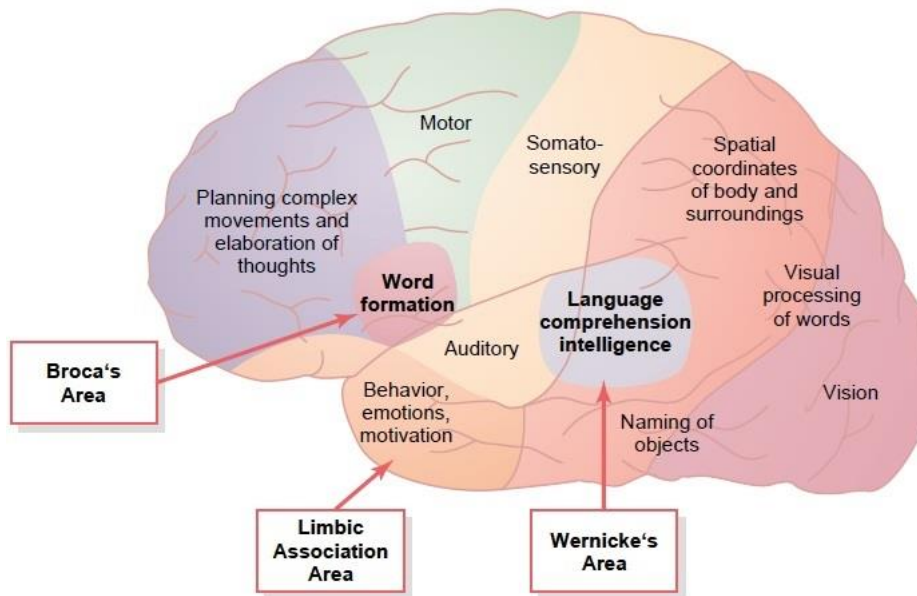 Motor
Somato-
sensory
Spatial
coordinates
of body and
surroundings
Planning complex
movements and
elaboration of
thoughts
Word
formation
Language
comprehension
intelligence
Visual
processing
of words
Auditory
Broca‘s
Area
Behavior,
emotions,
motivation
Vision
Naming of
objects
Limbic
Association
Area
Wernicke‘s
Area